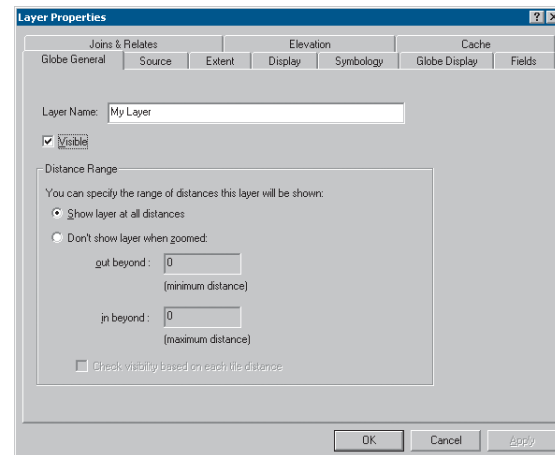 Layer Properties
Joins & Relates Elevation Cache
Globe General Source Extent Display Symbology Globe Display Fields
Layer Name: My Layer
Visible
Distance Range
You can specify the range of distances this layer will be shown:
Show layer at all distances
Don't show layer when zoomed:
out beyond : 0
(minimum distance)
in beyond : 0
(maximum distance)
Check visibility based on each tile distance
OK Cancel Apply